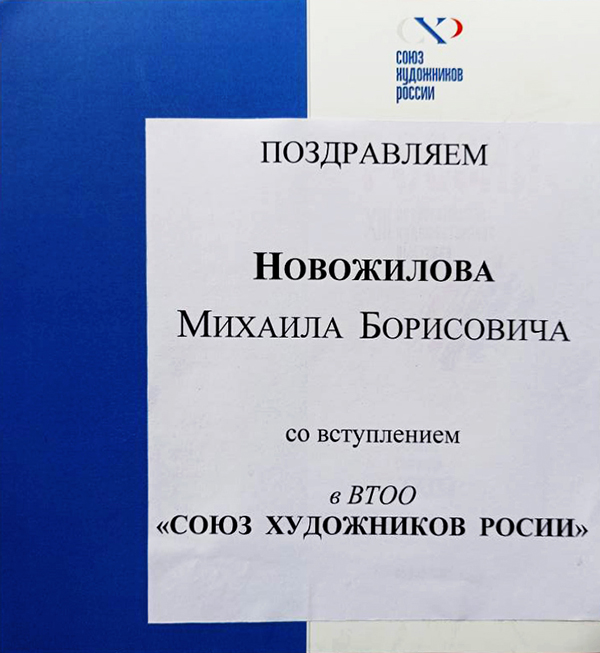 СОЮЗ
ХУДОЖНИКОВ
РОССИИ
ПОЗДРАВЛЯЕМ
НОВОЖИЛОВА
МИХАИЛА БОРИСОВИЧА
со вступлением
в ВТОО
«СОЮЗ ХУДОЖНИКОВ РОСИИ»